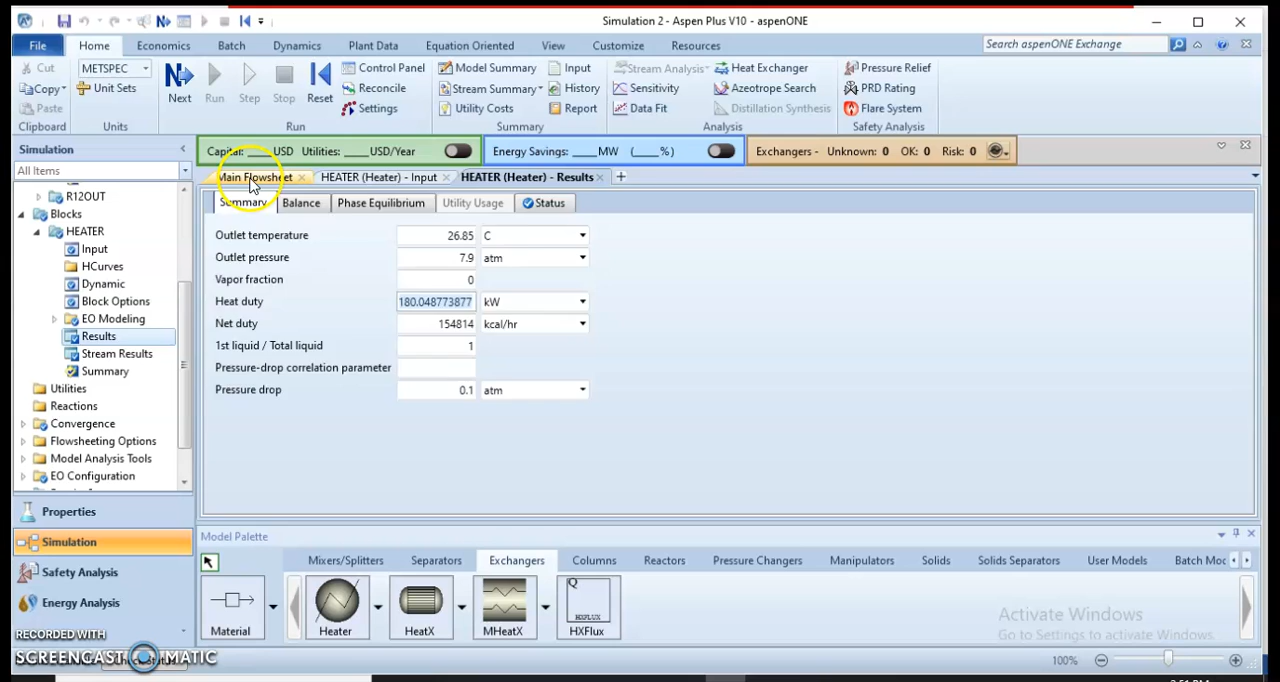 Simulation 2 - Aspen Plus V10 - aspenONE
File Home Economics Batch Dynamics Plant Data Equation Oriented View Customize Resources Search aspenONE Exchange
Cut METSPEC Next Run Step Stop Reset Control Panel Model Summary Input Stream Analysis Heat Exchanger Pressure Relief
Copy Unit Sets Reconcile Stream Summary History Sensitivity Azeotrope Search PRD Rating
Paste Settings Utility Costs Report Data Fit Distillation Synthesis Flare System
Clipboard Units Run Summary Analysis Safety Analysis
Simulation Capital: ____ USD Utilities: ____ USD/Year Energy Savings: ____ MW (____ %) Exchangers - Unknown: 0 OK: 0 Risk: 0
All Items Main Flowsheet HEATER (Heater) - Input HEATER (Heater) - Results
R12OUT Summary Balance Phase Equilibrium Utility Usage Status
Blocks
HEATER Outlet temperature 26.85 C
Input Outlet pressure 7.9 atm
HCurves Vapor fraction 0
Dynamic
Block Options Heat duty 180.048773877 kW
EO Modeling Net duty 154814 kcal/hr
Results 1st liquid / Total liquid 1
Stream Results Pressure-drop correlation parameter
Summary Pressure drop 0.1 atm
Utilities
Reactions
Convergence
Flowsheeting Options
Model Analysis Tools
EO Configuration
Properties
Simulation Model Palette
Safety Analysis Mixers/Splitters Separators Exchangers Columns Reactors Pressure Changers Manipulators Solids Solids Separators User Models Batch Moc
Energy Analysis Q HXFLUX
Material Heater HeatX MHeatX HXFlux
Activate Windows
Go to Settings to activate Windows.
RECORDED WITH
SCREENCAST MATIC
100%